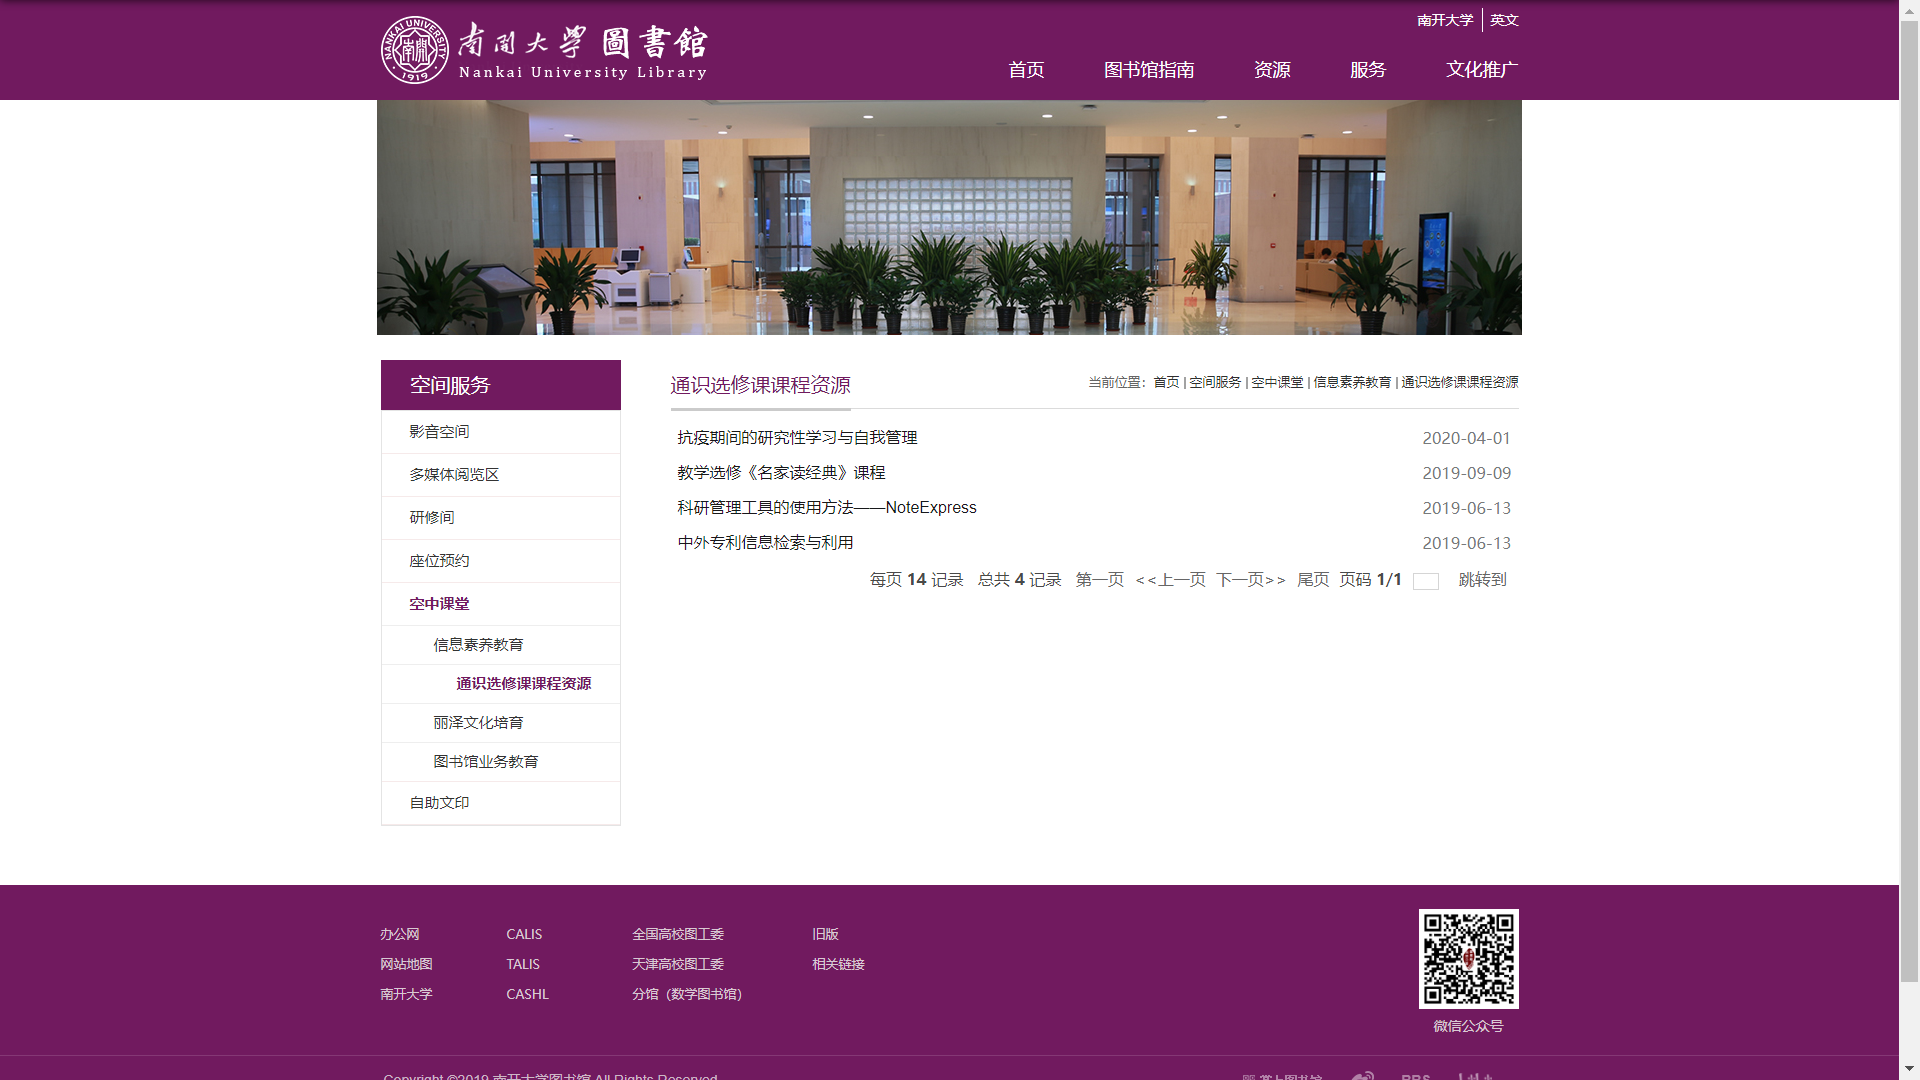 南开大学 英文
南開大學 圖書館
Nankai University Library
NANKAI UNIVERSITY
南開
1919
首页 图书馆指南 资源 服务 文化推广
空间服务
影音空间
多媒体阅览区
研修间
座位预约
空中课堂
信息素养教育
通识选修课课程资源
丽泽文化培育
图书馆业务教育
自助文印
通识选修课课程资源
当前位置: 首页 | 空间服务 | 空中课堂 | 信息素养教育 | 通识选修课课程资源
抗疫期间的研究性学习与自我管理 2020-04-01
教学选修《名家读经典》课程 2019-09-09
科研管理工具的使用方法——NoteExpress 2019-06-13
中外专利信息检索与利用 2019-06-13
每页 14 记录 总共 4 记录 第一页 <<上一页 下一页>> 尾页 页码 1/1 跳转到
办公网 CALIS 全国高校图工委 旧版
网站地图 TALIS 天津高校图工委 相关链接
南开大学 CASHL 分馆（数学图书馆）
微信公众号
Copyright ©2019 南开大学图书馆 All Rights Reserved
掌上图书馆 BBS